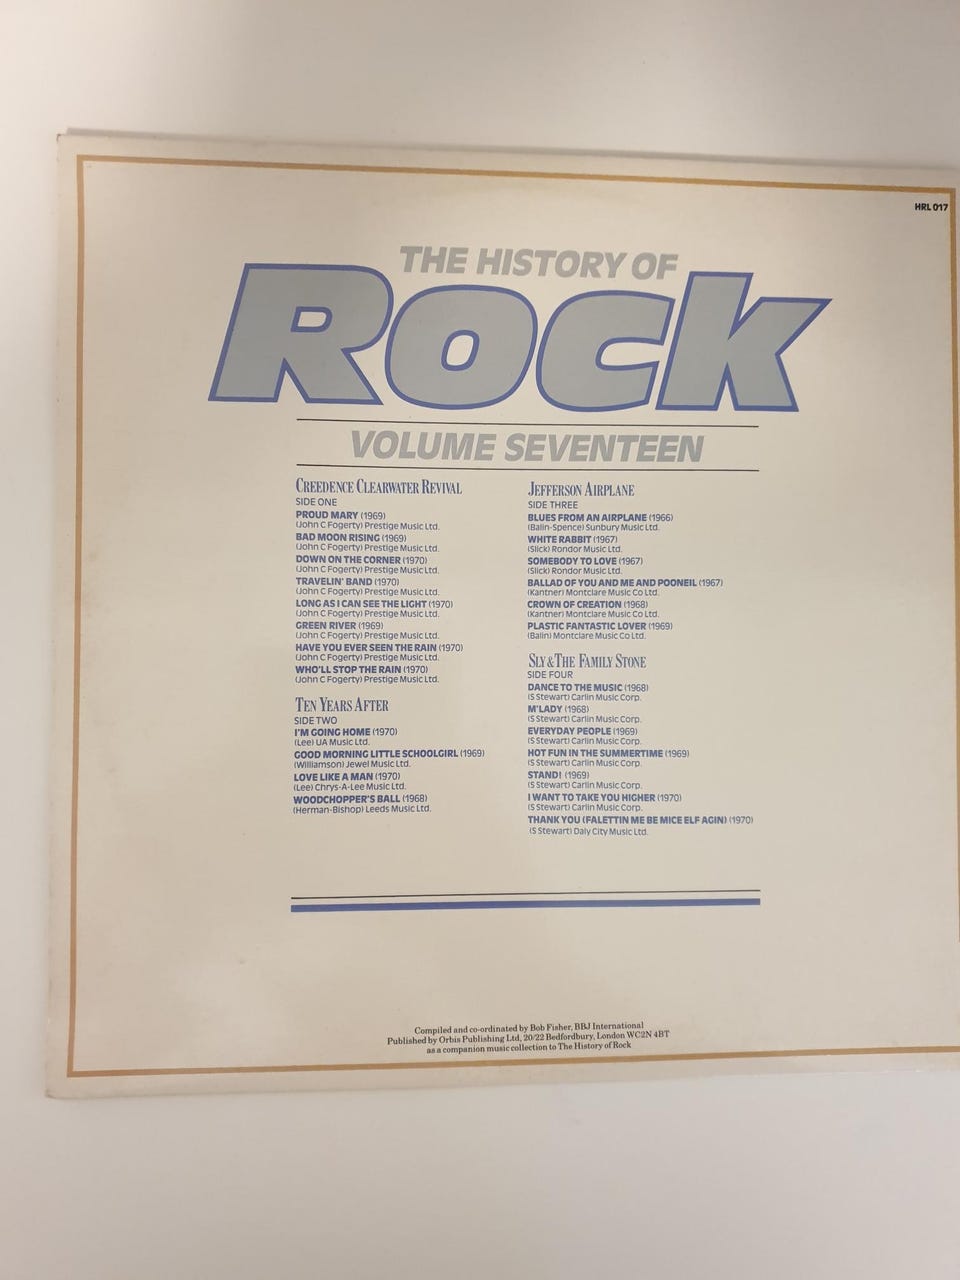 HRL 017
THE HISTORY OF
ROCK
VOLUME SEVENTEEN
CREEDENCE CLEARWATER REVIVAL
SIDE ONE
PROUD MARY (1969)
(John C Fogerty) Prestige Music Ltd.
BAD MOON RISING (1969)
(John C Fogerty) Prestige Music Ltd.
DOWN ON THE CORNER (1970)
(John C Fogerty) Prestige Music Ltd.
TRAVELIN' BAND (1970)
(John C Fogerty) Prestige Music Ltd.
LONG AS I CAN SEE THE LIGHT (1970)
(John C Fogerty) Prestige Music Ltd.
GREEN RIVER (1969)
(John C Fogerty) Prestige Music Ltd.
HAVE YOU EVER SEEN THE RAIN (1970)
(John C Fogerty) Prestige Music Ltd.
WHO'LL STOP THE RAIN (1970)
(John C Fogerty) Prestige Music Ltd.
TEN YEARS AFTER
SIDE TWO
I'M GOING HOME (1970)
(Lee) UA Music Ltd.
GOOD MORNING LITTLE SCHOOLGIRL (1969)
(Williamson) Jewel Music Ltd.
LOVE LIKE A MAN (1970)
(Lee) Chrys-A-Lee Music Ltd.
WOODCHOPPER'S BALL (1968)
(Herman-Bishop) Leeds Music Ltd.
JEFFERSON AIRPLANE
SIDE THREE
BLUES FROM AN AIRPLANE (1966)
(Balin-Spence) Sunbury Music Ltd.
WHITE RABBIT (1967)
(Slick) Rondor Music Ltd.
SOMEBODY TO LOVE (1967)
(Slick) Rondor Music Ltd.
BALLAD OF YOU AND ME AND POONEIL (1967)
(Kantner) Montclare Music Co Ltd.
CROWN OF CREATION (1968)
(Kantner) Montclare Music Co Ltd.
PLASTIC FANTASTIC LOVER (1969)
(Balin) Montclare Music Co Ltd.
SLY & THE FAMILY STONE
SIDE FOUR
DANCE TO THE MUSIC (1968)
(S Stewart) Carlin Music Corp.
M'LADY (1968)
(S Stewart) Carlin Music Corp.
EVERYDAY PEOPLE (1969)
(S Stewart) Carlin Music Corp.
HOT FUN IN THE SUMMERTIME (1969)
(S Stewart) Carlin Music Corp.
STAND! (1969)
(S Stewart) Carlin Music Corp.
I WANT TO TAKE YOU HIGHER (1970)
(S Stewart) Carlin Music Corp.
THANK YOU (FALETTIN ME BE MICE ELF AGIN) (1970)
(S Stewart) Daly City Music Ltd.
Compiled and co-ordinated by Bob Fisher, BBJ International
Published by Orbis Publishing Ltd, 20/22 Bedfordbury, London WC2N 4BT
as a companion music collection to The History of Rock